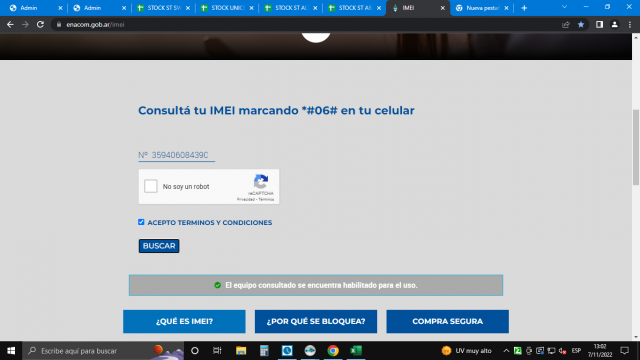 Admin
Admin
STOCK ST SW
STOCK UNIC
STOCK ST AU
STOCK ST AS
IMEI
Nueva pestañ
enacom.gob.ar/imei
Consultá tu IMEI marcando *#06# en tu celular
Nº 35940608439C
No soy un robot
reCAPTCHA
Privacidad - Términos
ACEPTO TERMINOS Y CONDICIONES
BUSCAR
El equipo consultado se encuentra habilitado para el uso.
¿QUÉ ES IMEI?
¿POR QUÉ SE BLOQUEA?
COMPRA SEGURA
Escribe aquí para buscar
UV muy alto
ESP
13:02
7/11/2022